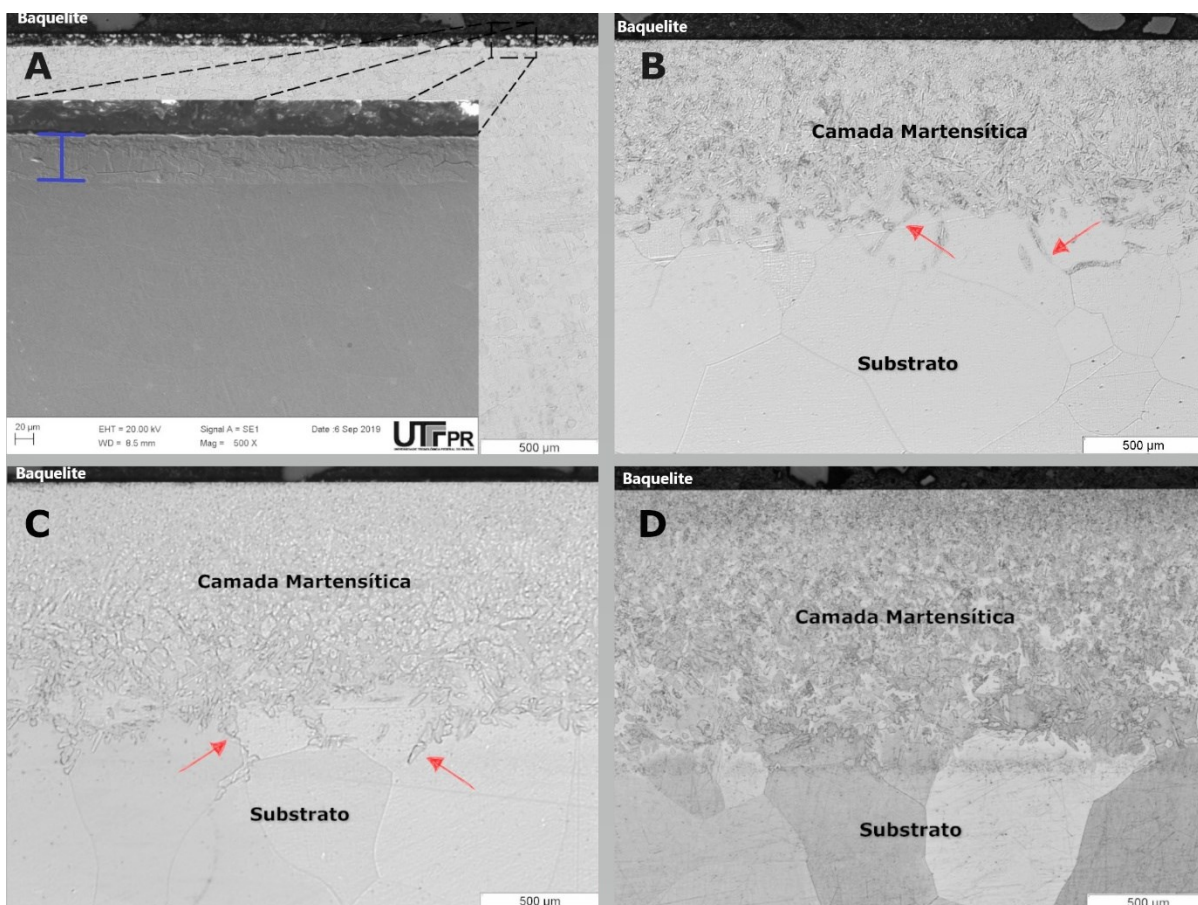 Baquelite
A
20 µm
EHT = 20.00 kV
Signal A = SE1
Date :6 Sep 2019
WD = 8.5 mm
Mag = 500 X
UTFPR
500 µm
Baquelite
B
Camada Martensítica
Substrato
500 µm
Baquelite
C
Camada Martensítica
Substrato
500 µm
Baquelite
D
Camada Martensítica
Substrato
500 µm